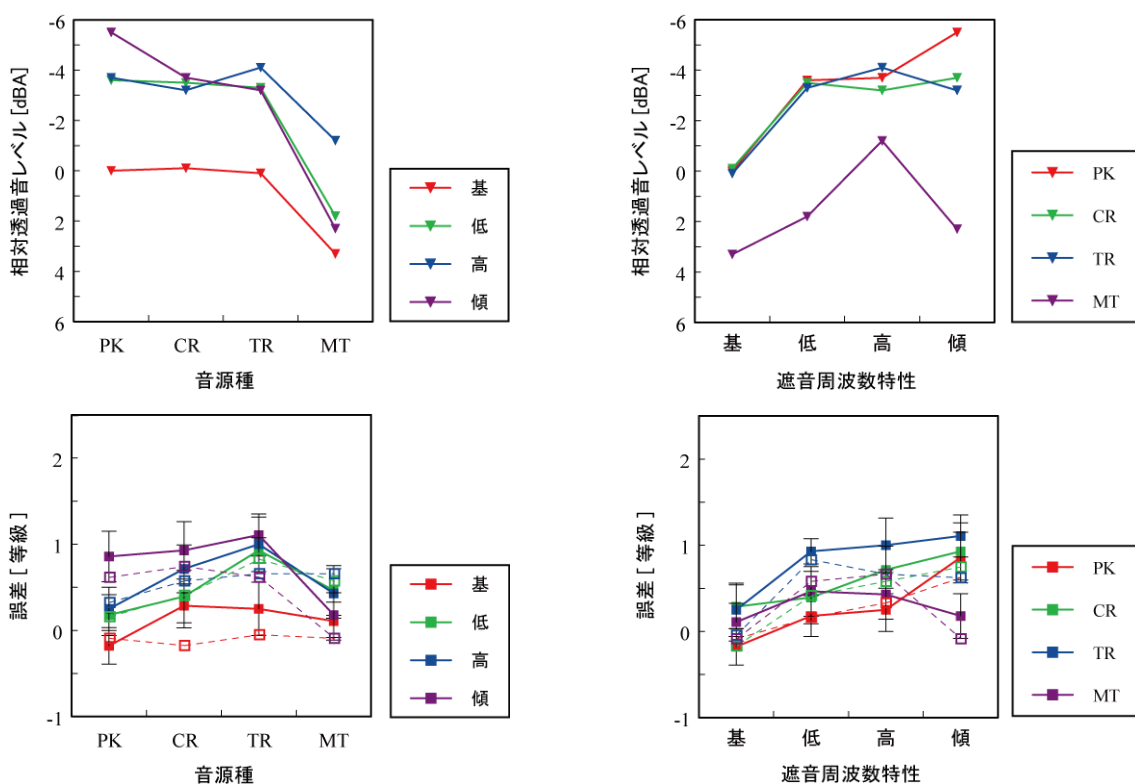 相対透過音レベル [dBA]
-6
-4
-2
0
2
4
6
PK CR TR MT
音源種
基
低
高
傾
相対透過音レベル [dBA]
-6
-4
-2
0
2
4
6
基 低 高 傾
遮音周波数特性
PK
CR
TR
MT
誤差 [ 等級 ]
2
1
0
-1
PK CR TR MT
音源種
基
低
高
傾
誤差 [ 等級 ]
2
1
0
-1
基 低 高 傾
遮音周波数特性
PK
CR
TR
MT